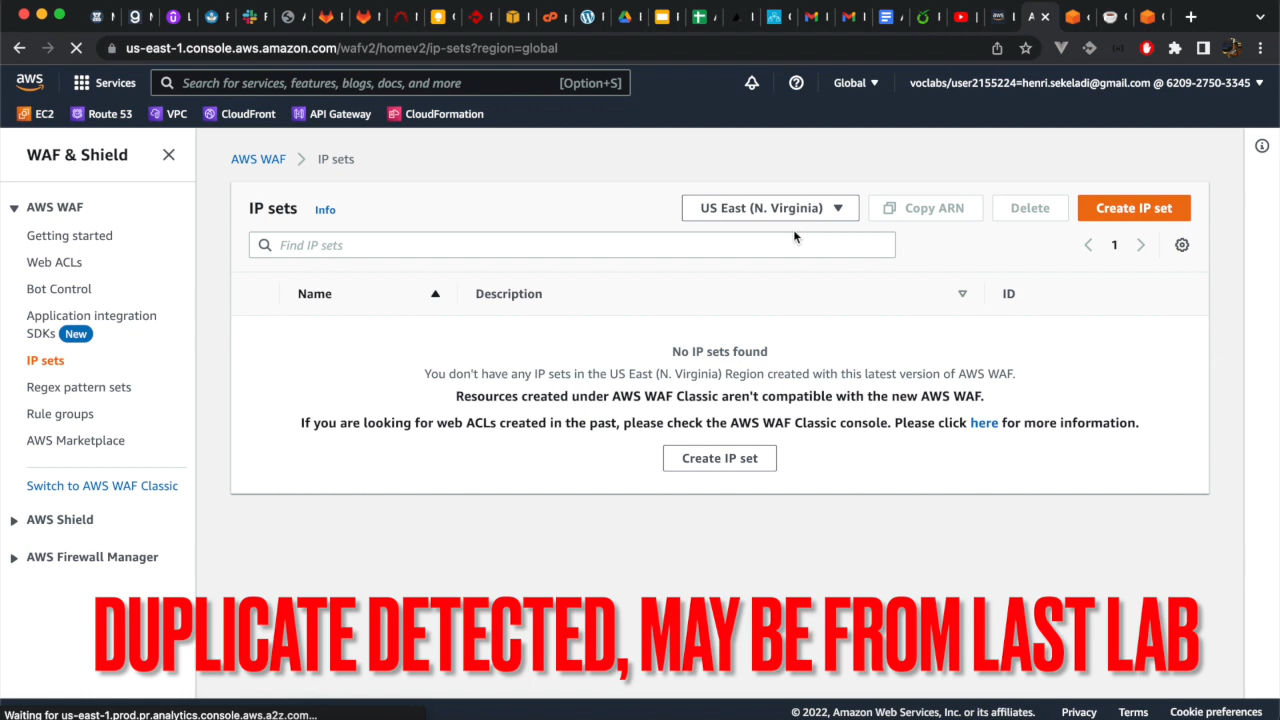 us-east-1.console.aws.amazon.com/wafv2/homev2/ip-sets?region=global
aws
Services
Search for services, features, blogs, docs, and more
[Option+S]
Global
voclabs/user2155224=henri.sekeladi@gmail.com @ 6209-2750-3345
EC2
Route 53
VPC
CloudFront
API Gateway
CloudFormation
WAF & Shield
AWS WAF
Getting started
Web ACLs
Bot Control
Application integration
SDKs New
IP sets
Regex pattern sets
Rule groups
AWS Marketplace
Switch to AWS WAF Classic
AWS Shield
AWS Firewall Manager
AWS WAF
IP sets
IP sets
Info
US East (N. Virginia)
Copy ARN
Delete
Create IP set
Find IP sets
1
Name
Description
ID
No IP sets found
You don't have any IP sets in the US East (N. Virginia) Region created with this latest version of AWS WAF.
Resources created under AWS WAF Classic aren't compatible with the new AWS WAF.
If you are looking for web ACLs created in the past, please check the AWS WAF Classic console. Please click here for more information.
Create IP set
DUPLICATE DETECTED, MAY BE FROM LAST LAB
Waiting for us-east-1.prod.pr.analytics.console.aws.a2z.com...
© 2022, Amazon Web Services, Inc. or its affiliates.
Privacy
Terms
Cookie preferences